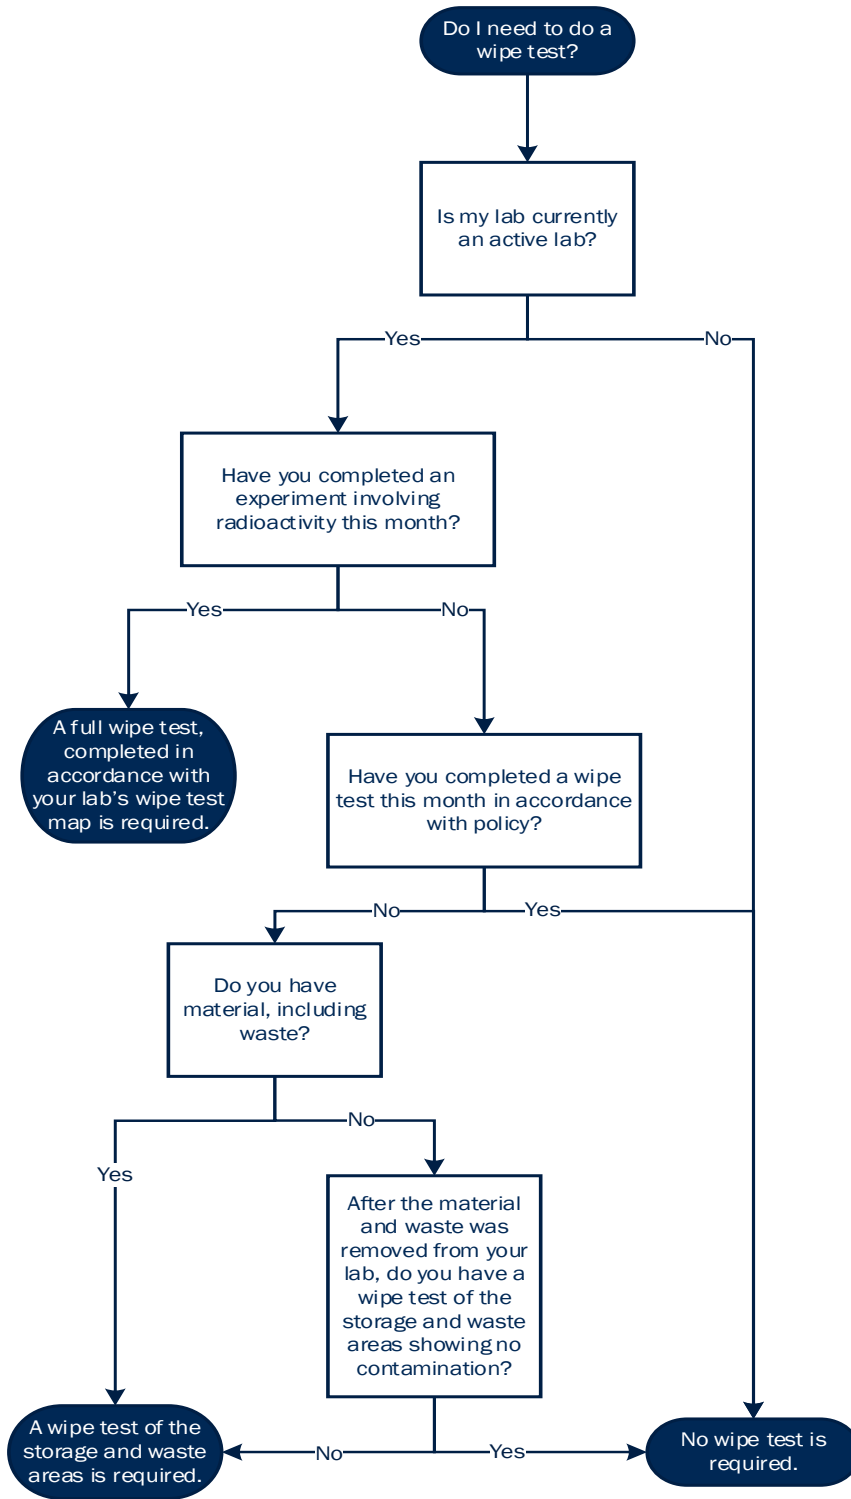 Do I need to do a
wipe test?
Is my lab currently
an active lab?
Yes
No
Have you completed an
experiment involving
radioactivity this month?
Yes
No
A full wipe test,
completed in
accordance with
your lab’s wipe test
map is required.
Have you completed a wipe
test this month in accordance
with policy?
No
Yes
Do you have
material, including
waste?
No
Yes
After the material
and waste was
removed from your
lab, do you have a
wipe test of the
storage and waste
areas showing no
contamination?
A wipe test of the
storage and waste
areas is required.
No
Yes
No wipe test is
required.